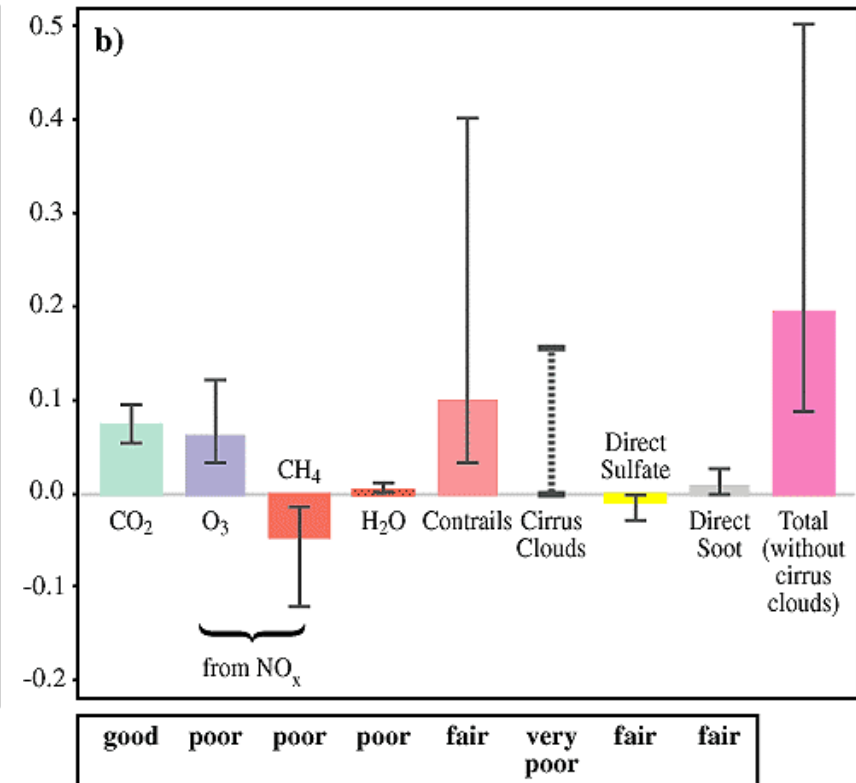 b)
0.5
0.4
0.3
0.2
0.1
0.0
-0.1
-0.2
CO₂
O₃
CH₄
H₂O
Contrails
Cirrus
Clouds
Direct
Sulfate
Direct
Soot
Total
(without
cirrus
clouds)
from NOₓ
good poor poor poor fair very poor fair fair